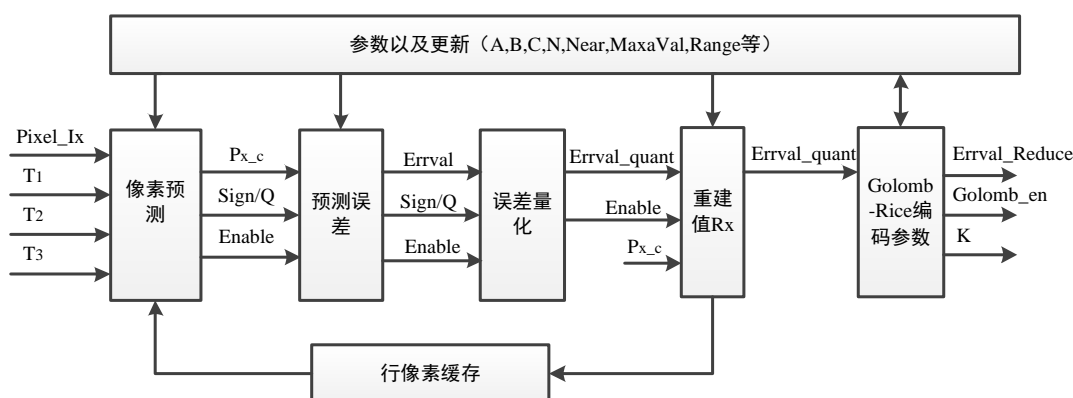 参数以及更新（A,B,C,N,Near,MaxaVal,Range等）
Pixel_Ix
T1
T2
T3
像素预
测
Px_c
Sign/Q
Enable
预测误
差
Errval
Sign/Q
Enable
误差量
化
Errval_quant
Enable
Px_c
重建
值Rx
Errval_quant
Golomb
-Rice编
码参数
Errval_Reduce
Golomb_en
K
行像素缓存